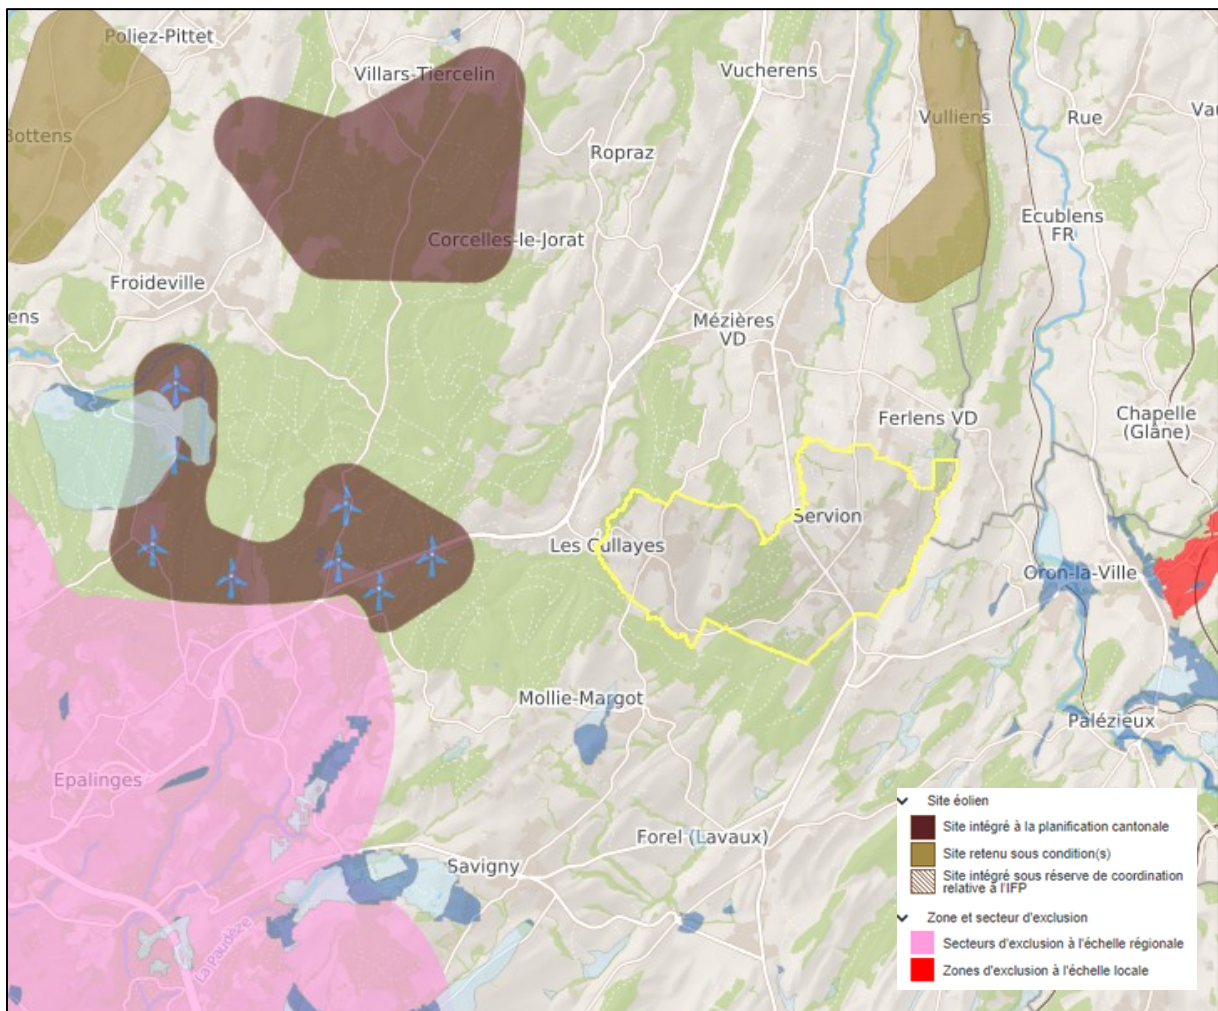 Poliez-Pittet
Villars-Tiercelin
Vucherens
Bottens
Vulliens
Rue
Ropraz
Ecublens
FR
Corcelles-le-Jorat
Froideville
ens
Mézières
VD
Ferlens VD
Chapelle
(Glâne)
Servion
Les Cullayes
Oron-la-Ville
Mollie-Margot
Palézieux
Epalinges
Forel (Lavaux)
Savigny
La Paudèze
Site éolien
Site intégré à la planification cantonale
Site retenu sous condition(s)
Site intégré sous réserve de coordination
relative à l'IFP
Zone et secteur d'exclusion
Secteurs d'exclusion à l'échelle régionale
Zones d'exclusion à l'échelle locale